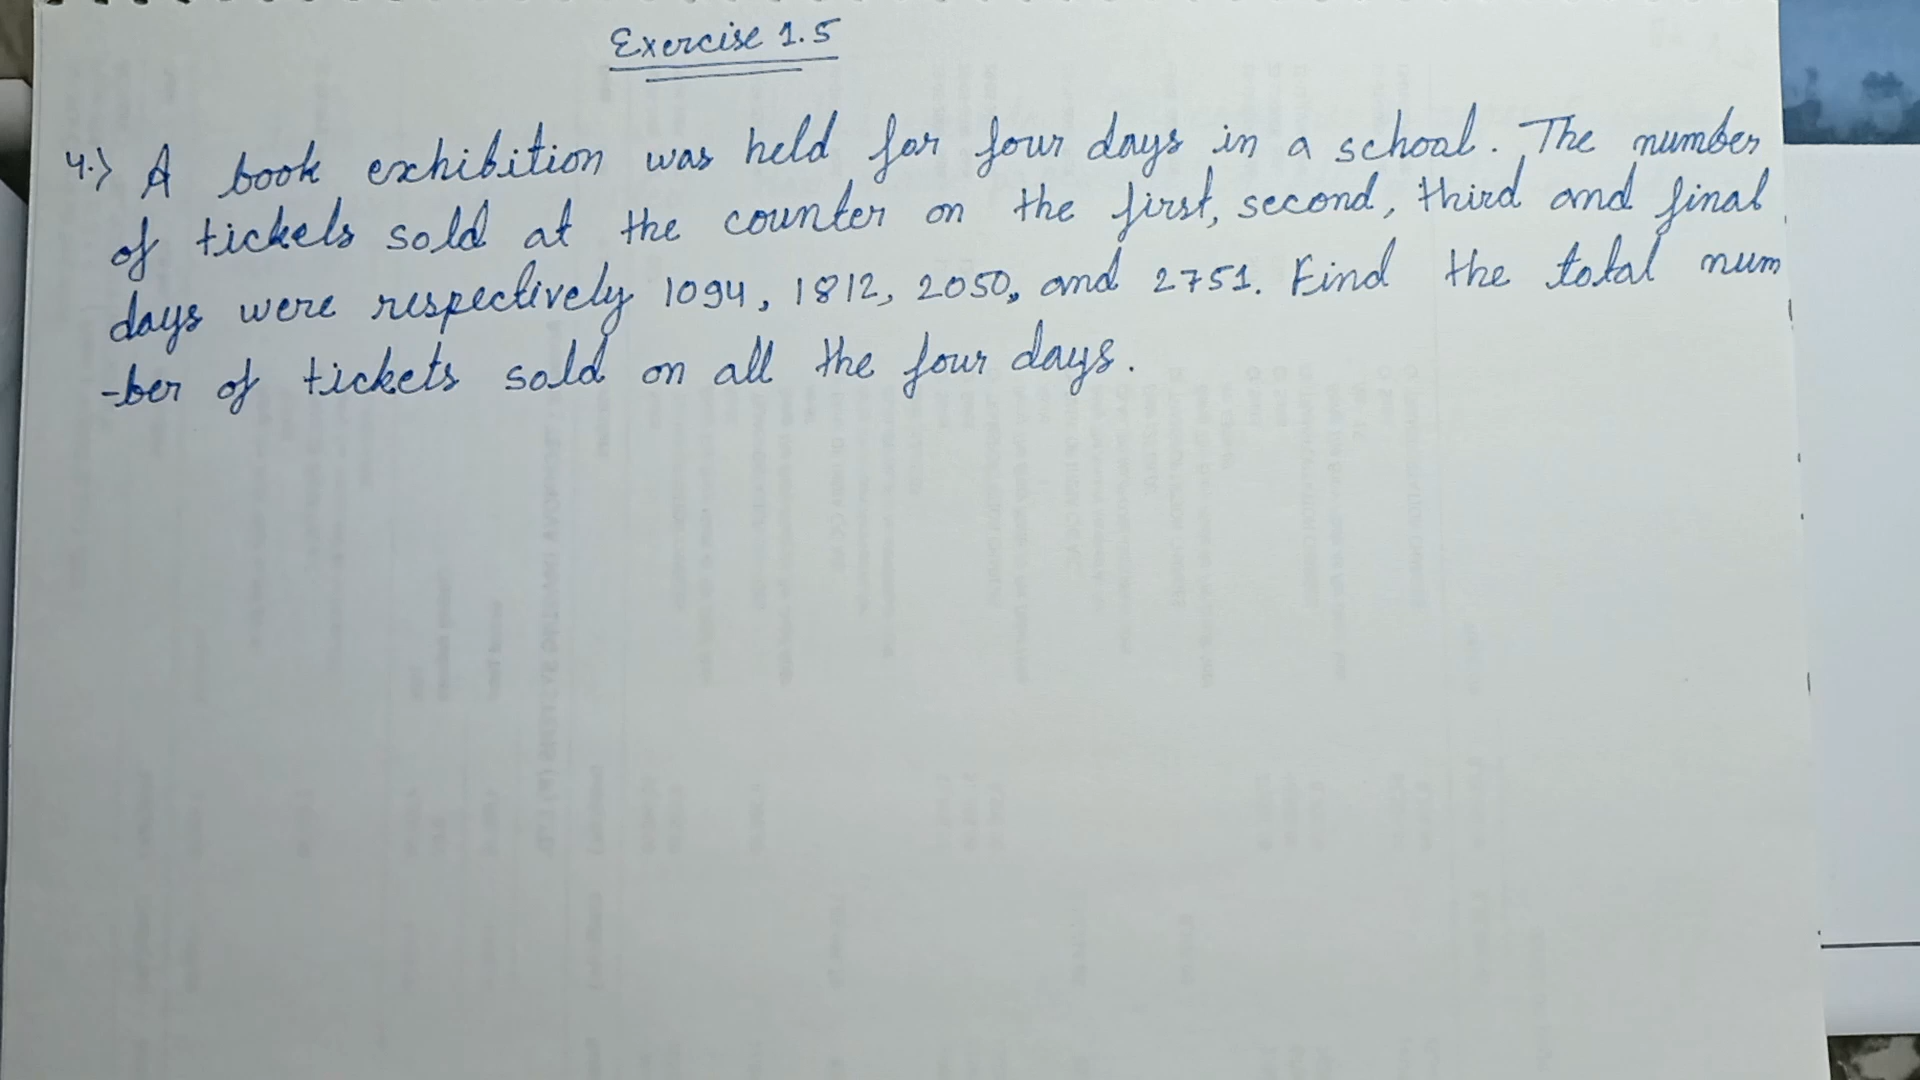 Exercise 1.5
4.) A book exhibition was held for four days in a school. The number
of tickets sold at the counter on the first, second, third and final
days were respectively 1094, 1812, 2050, and 2751. Find the total num
-ber of tickets sold on all the four days.